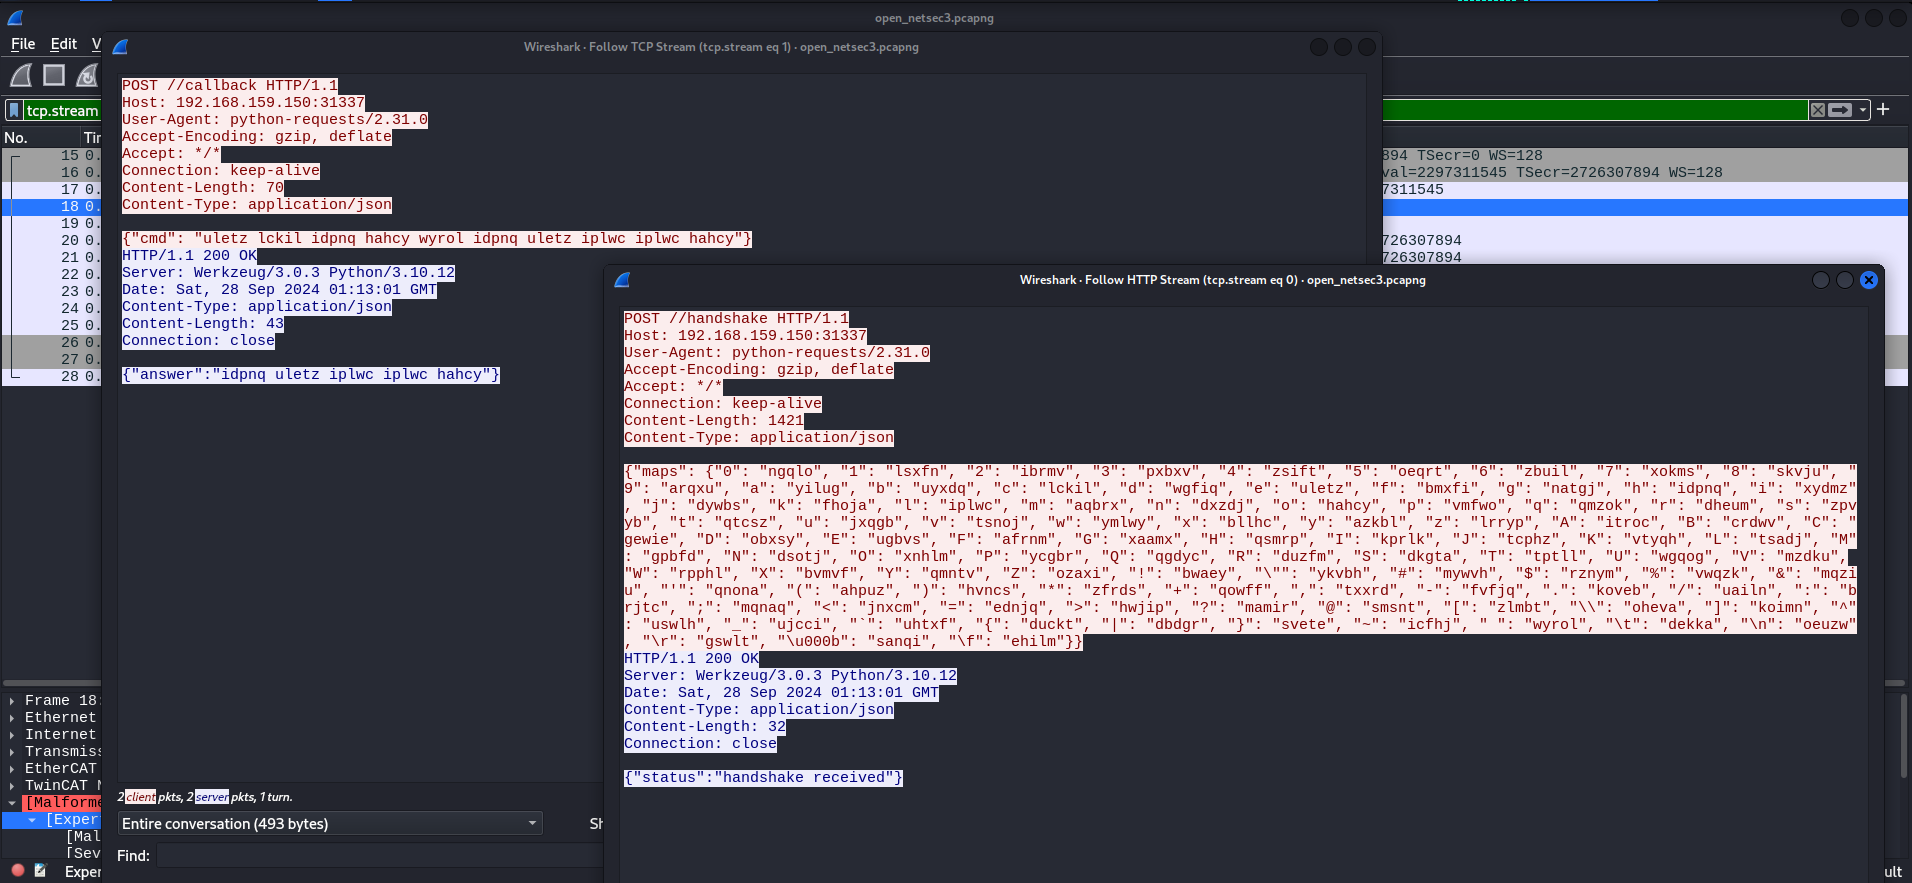 open_netsec3.pcapng
File Edit V
Wireshark · Follow TCP Stream (tcp.stream eq 1) · open_netsec3.pcapng
tcp.stream
No. Tir
15 0.
16 0.
17 0.
18 0.
19 0.
20 0.
21 0.
22 0.
23 0.
24 0.
25 0.
26 0.
27 0.
28 0.
894 TSecr=0 WS=128
val=2297311545 TSecr=2726307894 WS=128
7311545
726307894
726307894
POST //callback HTTP/1.1
Host: 192.168.159.150:31337
User-Agent: python-requests/2.31.0
Accept-Encoding: gzip, deflate
Accept: */*
Connection: keep-alive
Content-Length: 70
Content-Type: application/json
{"cmd": "uletz lckil idpnq hahcy wyrol idpnq uletz iplwc iplwc hahcy"}
HTTP/1.1 200 OK
Server: Werkzeug/3.0.3 Python/3.10.12
Date: Sat, 28 Sep 2024 01:13:01 GMT
Content-Type: application/json
Content-Length: 43
Connection: close
{"answer":"idpnq uletz iplwc iplwc hahcy"}
2 client pkts, 2 server pkts, 1 turn.
Entire conversation (493 bytes)
Sh
Find:
Wireshark · Follow HTTP Stream (tcp.stream eq 0) · open_netsec3.pcapng
POST //handshake HTTP/1.1
Host: 192.168.159.150:31337
User-Agent: python-requests/2.31.0
Accept-Encoding: gzip, deflate
Accept: */*
Connection: keep-alive
Content-Length: 1421
Content-Type: application/json
{"maps": {"0": "ngqlo", "1": "lsxfn", "2": "ibrmv", "3": "pxbxv", "4": "zsift", "5": "oeqrt", "6": "zbuil", "7": "xokms", "8": "skvju", "
9": "arqxu", "a": "yilug", "b": "uyxdq", "c": "lckil", "d": "wgfiq", "e": "uletz", "f": "bmxfi", "g": "natgj", "h": "idpnq", "i": "xydmz"
, "j": "dywbs", "k": "fhoja", "l": "iplwc", "m": "aqbrx", "n": "dxzdj", "o": "hahcy", "p": "vmfwo", "q": "qmzok", "r": "dheum", "s": "zpv
yb", "t": "qtcsz", "u": "jxqgb", "v": "tsnoj", "w": "ymlwy", "x": "bllhc", "y": "azkbl", "z": "lrryp", "A": "itroc", "B": "crdwv", "C": "
gewie", "D": "obxsy", "E": "ugbvs", "F": "afrnm", "G": "xaamx", "H": "qsmrp", "I": "kprlk", "J": "tcphz", "K": "vtyqh", "L": "tsadj", "M"
: "gpbfd", "N": "dsotj", "O": "xnhlm", "P": "ycgbr", "Q": "qgdyc", "R": "duzfm", "S": "dkgta", "T": "tptll", "U": "wgqog", "V": "mzdku",
"W": "rpphl", "X": "bvmvf", "Y": "qmntv", "Z": "ozaxi", "!": "bwaey", "\"": "ykvbh", "#": "mywvh", "$": "rznym", "%": "vwqzk", "&": "mqzi
u", "'": "qnona", "(": "ahpuz", ")": "hvncs", "*": "zfrds", "+": "qowff", ",": "txxrd", "-": "fvfjq", ".": "koveb", "/": "uailn", ":": "b
rjtc", ";": "mqnaq", "<": "jnxcm", "=": "ednjq", ">": "hwjip", "?": "mamir", "@": "smsnt", "[": "zlmbt", "\\": "oheva", "]": "koimn", "^"
: "uswlh", "_": "ujcci", "`": "uhtxf", "{": "duckt", "|": "dbdgr", "}": "svete", "~": "icfhj", " ": "wyrol", "\t": "dekka", "\n": "oeuzw"
, "\r": "gswlt", "\u000b": "sanqi", "\f": "ehilm"}}
HTTP/1.1 200 OK
Server: Werkzeug/3.0.3 Python/3.10.12
Date: Sat, 28 Sep 2024 01:13:01 GMT
Content-Type: application/json
Content-Length: 32
Connection: close
{"status":"handshake received"}
Frame 18:
Ethernet
Internet
Transmiss
EtherCAT
TwinCAT
[Malforme
[Exper
[Mal
[Sev
Exper
ult